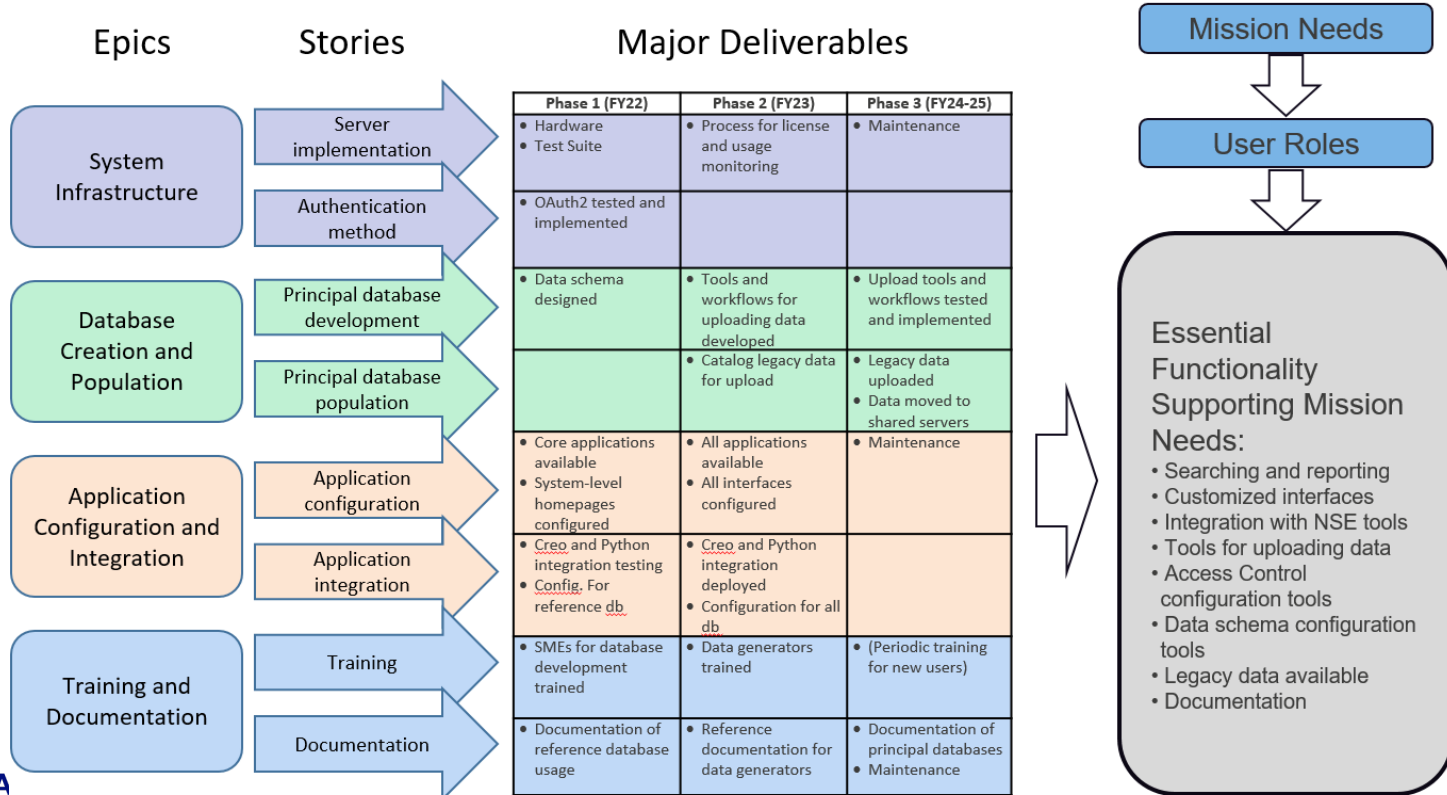 Epics
Stories
Major Deliverables
Mission Needs
User Roles
System
Infrastructure
Server
implementation
Authentication
method
Database
Creation and
Population
Principal database
development
Principal database
population
Application
Configuration and
Integration
Application
configuration
Application
integration
Training and
Documentation
Training
Documentation
Phase 1 (FY22)
Phase 2 (FY23)
Phase 3 (FY24-25)
• Hardware
• Test Suite
• Process for license
and usage
monitoring
• Maintenance
• OAuth2 tested and
implemented
• Data schema
designed
• Tools and
workflows for
uploading data
developed
• Upload tools and
workflows tested
and implemented
• Catalog legacy data
for upload
• Legacy data
uploaded
• Data moved to
shared servers
• Core applications
available
• System-level
homepages
configured
• All applications
available
• All interfaces
configured
• Maintenance
• Creo and Python
integration testing
• Config. For
reference db
• Creo and Python
integration
deployed
• Configuration for all
db
• SMEs for database
development
trained
• Data generators
trained
• (Periodic training
for new users)
• Documentation of
reference database
usage
• Reference
documentation for
data generators
• Documentation of
principal databases
• Maintenance
Essential
Functionality
Supporting Mission
Needs:
• Searching and reporting
• Customized interfaces
• Integration with NSE tools
• Tools for uploading data
• Access Control
configuration tools
• Data schema configuration
tools
• Legacy data available
• Documentation
A